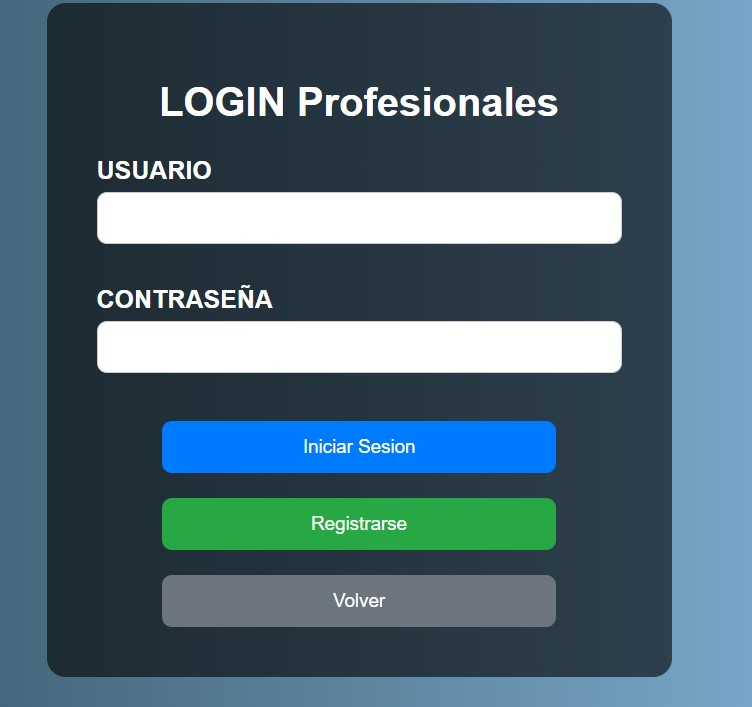 LOGIN Profesionales
USUARIO
CONTRASEÑA
Iniciar Sesion
Registrarse
Volver